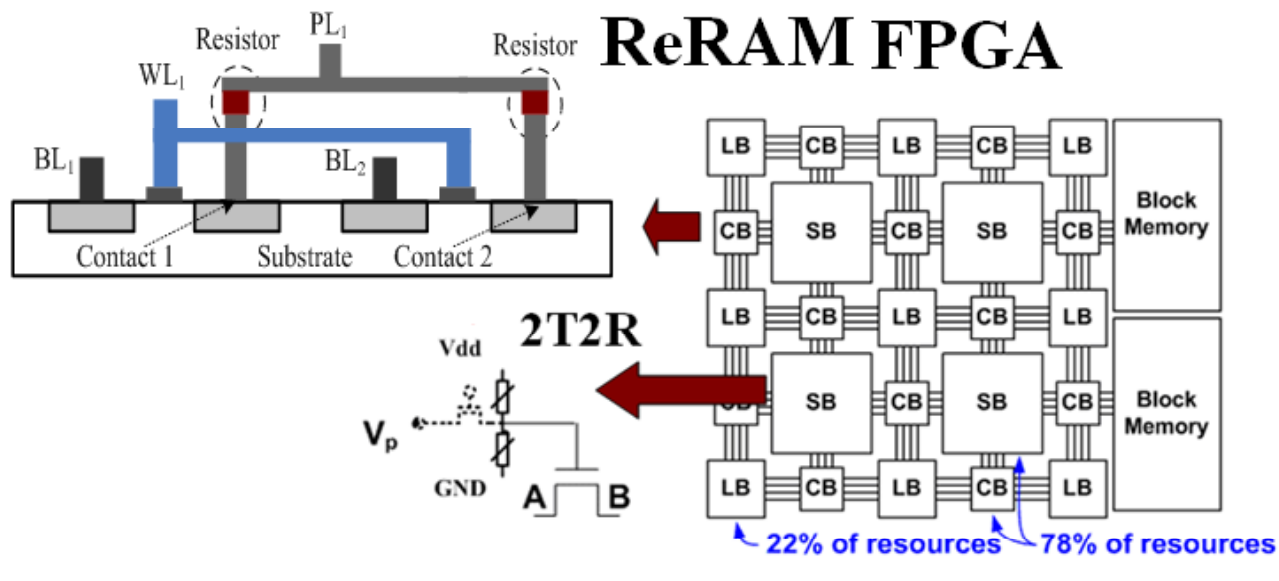 ReRAM FPGA
PL1
Resistor Resistor
WL1
BL1 BL2
Contact 1 Substrate Contact 2
2T2R
Vdd
Vp
GND
A B
LB CB LB CB LB
CB SB CB SB CB
LB CB LB CB LB
CB SB CB SB CB
LB CB LB CB LB
Block
Memory
Block
Memory
22% of resources 78% of resources